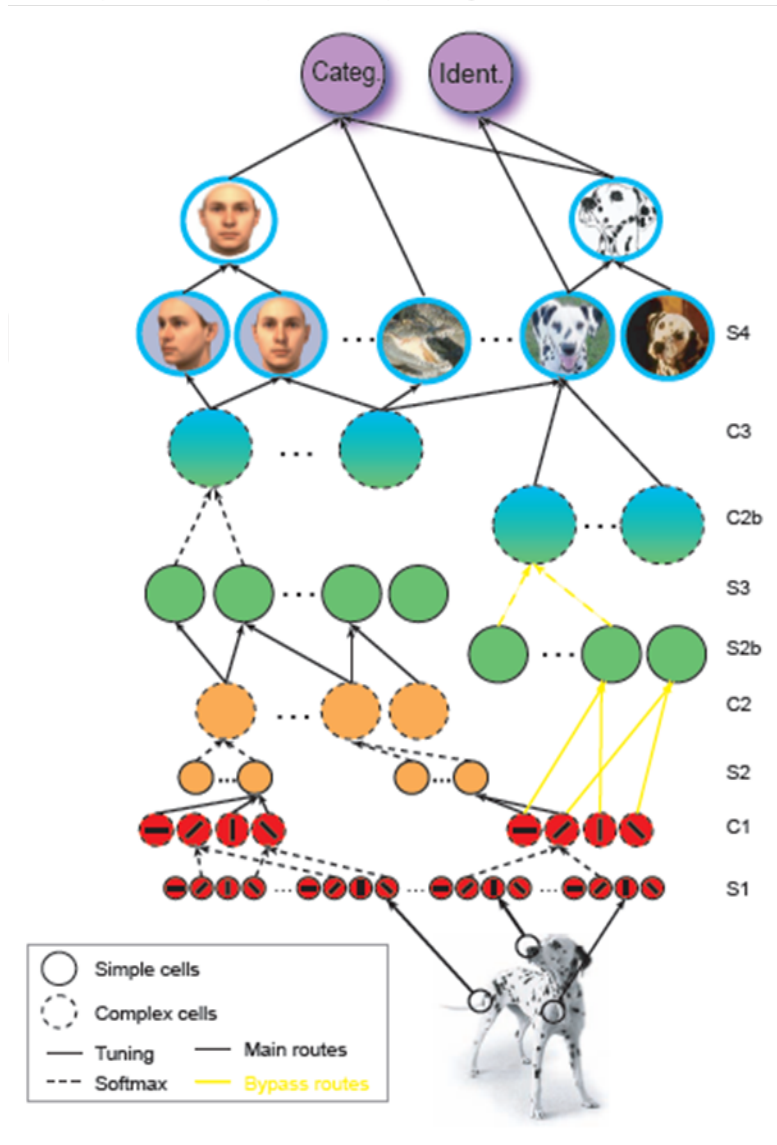 Categ.
Ident.
S4
C3
C2b
S3
S2b
C2
S2
C1
S1
Simple cells
Complex cells
Tuning
Main routes
Softmax
Bypass routes